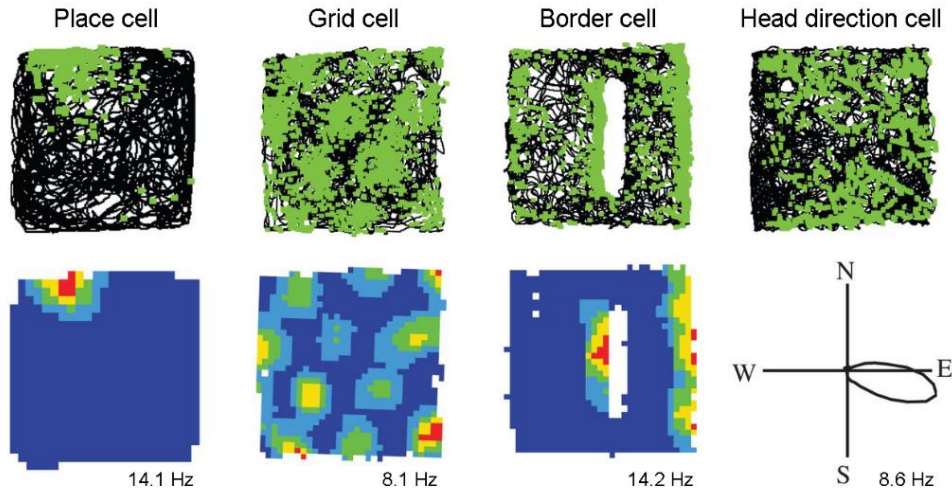 Place cell
Grid cell
Border cell
Head direction cell
N
W
E
S
14.1 Hz
8.1 Hz
14.2 Hz
8.6 Hz